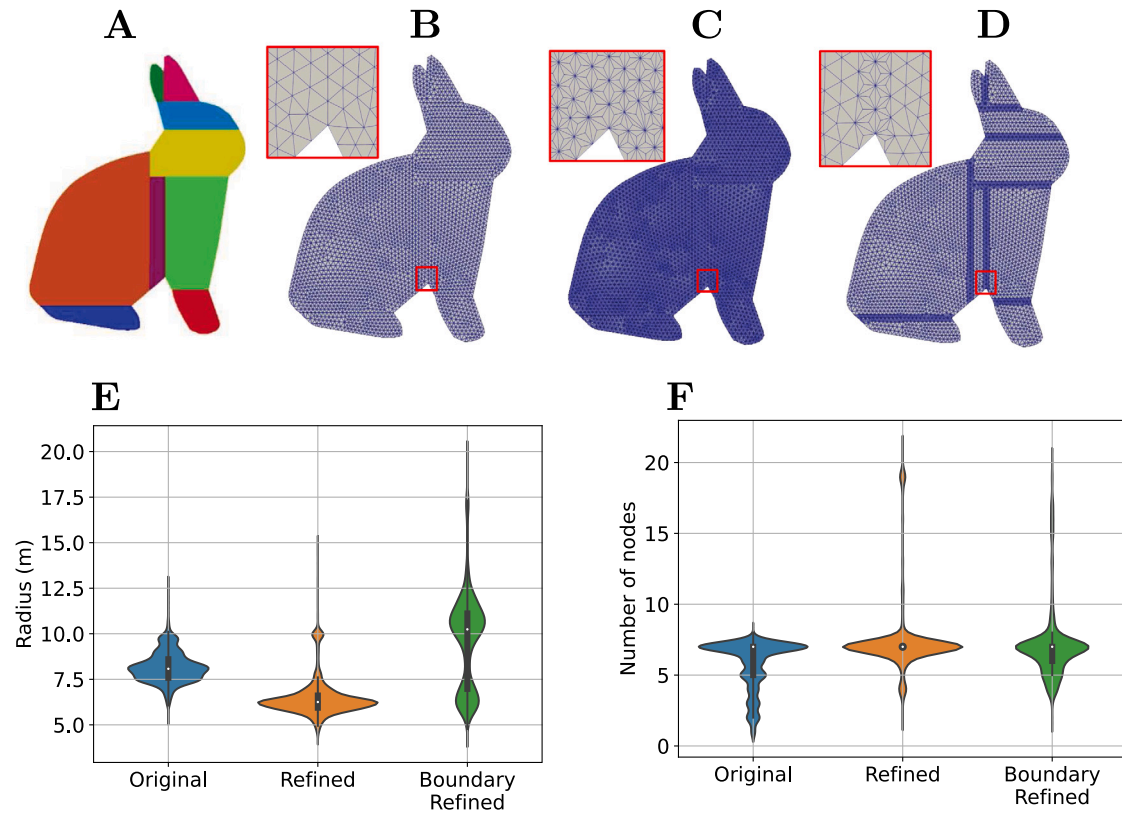 A B C D
E F
20.0
17.5
15.0
12.5
10.0
7.5
5.0
Radius (m)
Original Refined Boundary
Refined
20
15
10
5
0
Number of nodes
Original Refined Boundary
Refined